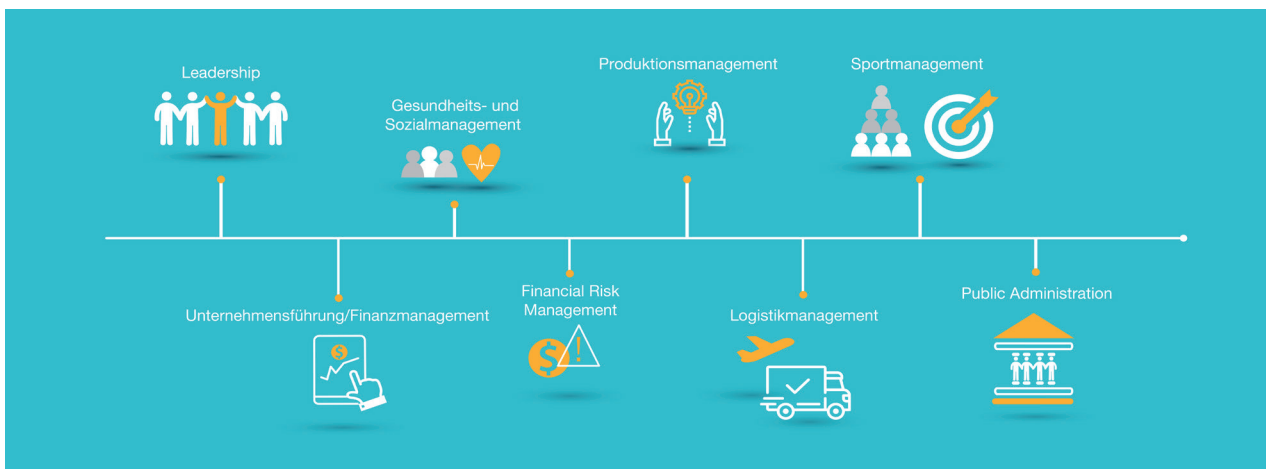 Leadership
Unternehmensführung/Finanzmanagement
Gesundheits- und
Sozialmanagement
Financial Risk
Management
Produktionsmanagement
Logistikmanagement
Sportmanagement
Public Administration